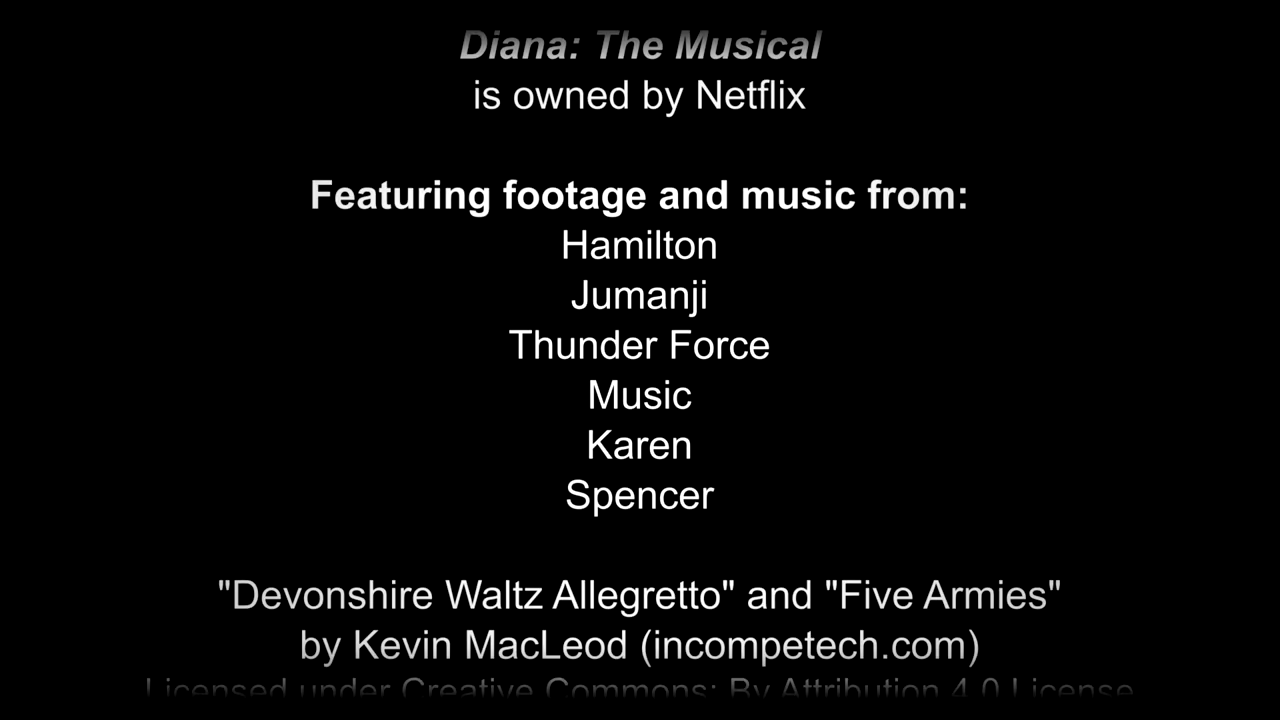 Diana: The Musical
is owned by Netflix
Featuring footage and music from:
Hamilton
Jumanji
Thunder Force
Music
Karen
Spencer
"Devonshire Waltz Allegretto" and "Five Armies"
by Kevin MacLeod (incompetech.com)
Licensed under Creative Commons: By Attribution 4.0 License